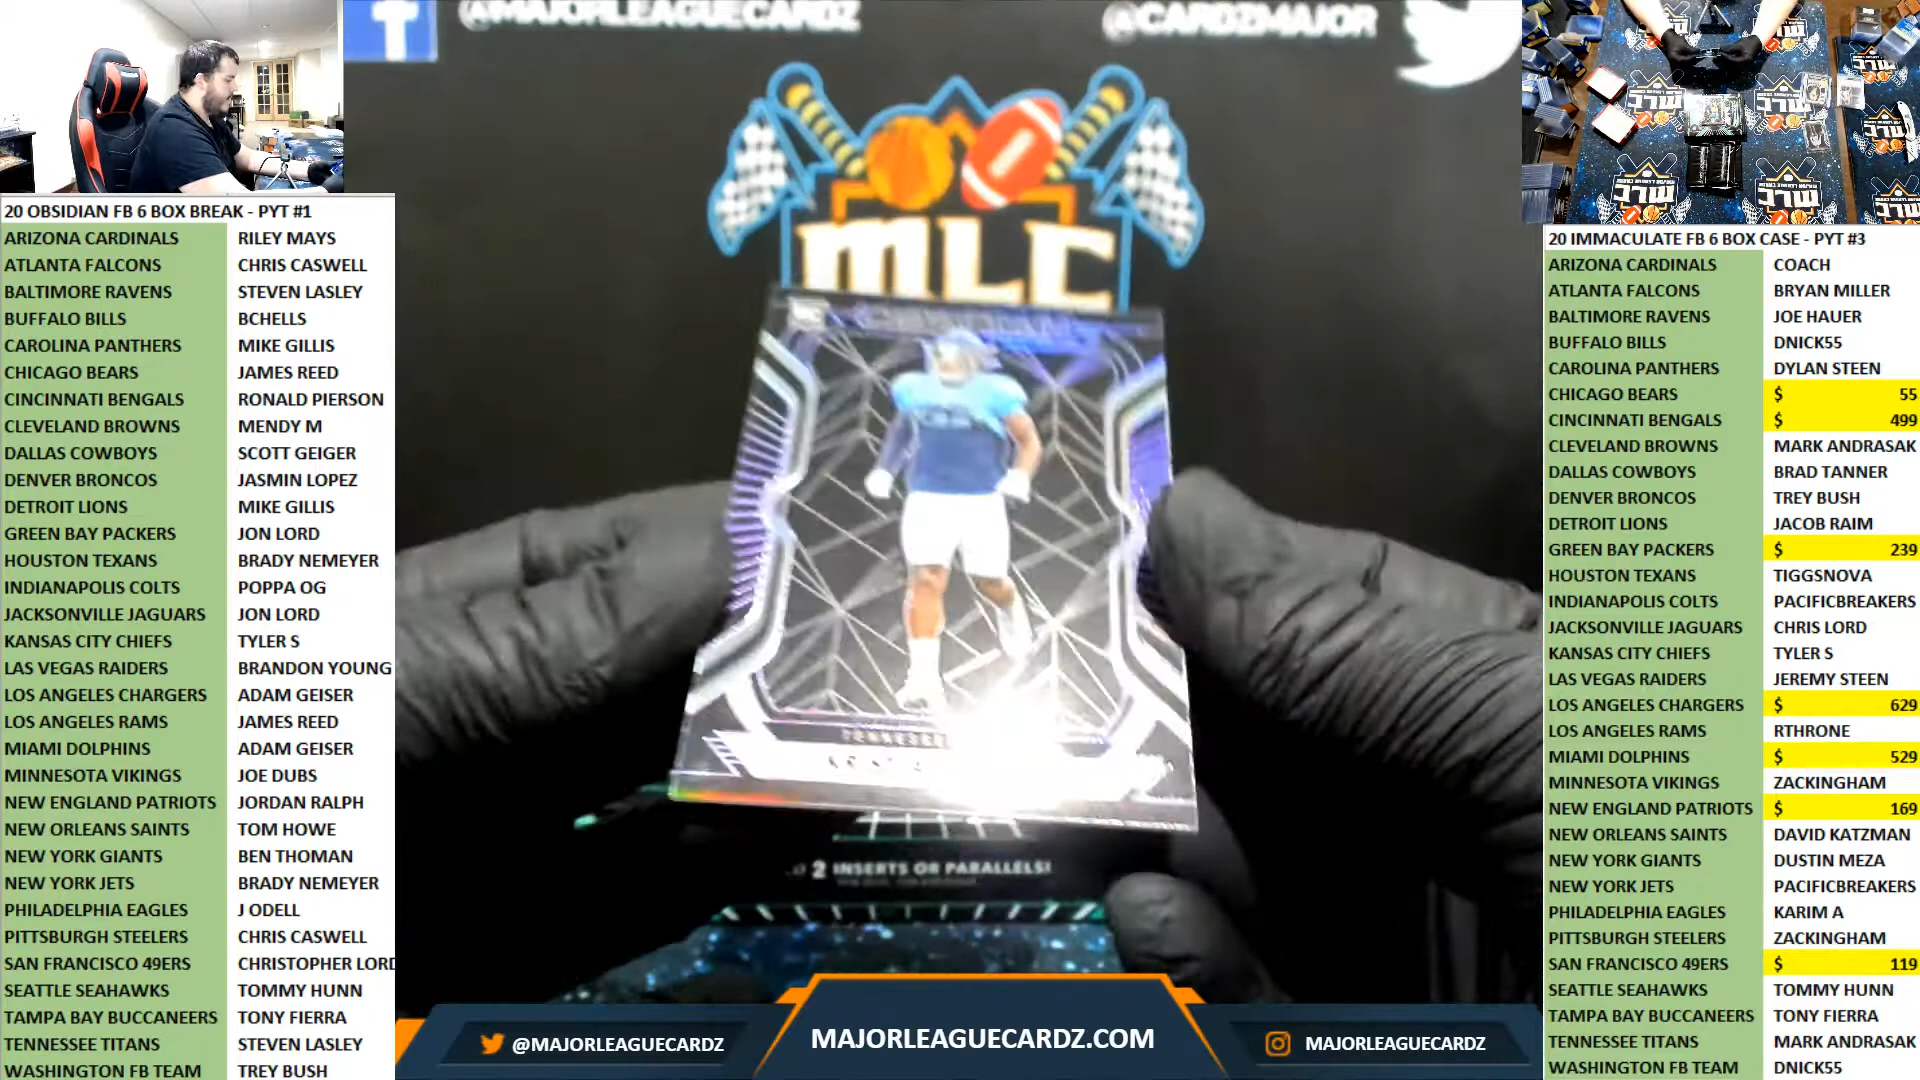 @MAJORLEAGUECARDZ
@CARDZMAJOR
MLC
20 OBSIDIAN FB 6 BOX BREAK - PYT #1
ARIZONA CARDINALS RILEY MAYS
ATLANTA FALCONS CHRIS CASWELL
BALTIMORE RAVENS STEVEN LASLEY
BUFFALO BILLS BCHELLS
CAROLINA PANTHERS MIKE GILLIS
CHICAGO BEARS JAMES REED
CINCINNATI BENGALS RONALD PIERSON
CLEVELAND BROWNS MENDY M
DALLAS COWBOYS SCOTT GEIGER
DENVER BRONCOS JASMIN LOPEZ
DETROIT LIONS MIKE GILLIS
GREEN BAY PACKERS JON LORD
HOUSTON TEXANS BRADY NEMEYER
INDIANAPOLIS COLTS POPPA OG
JACKSONVILLE JAGUARS JON LORD
KANSAS CITY CHIEFS TYLER S
LAS VEGAS RAIDERS BRANDON YOUNG
LOS ANGELES CHARGERS ADAM GEISER
LOS ANGELES RAMS JAMES REED
MIAMI DOLPHINS ADAM GEISER
MINNESOTA VIKINGS JOE DUBS
NEW ENGLAND PATRIOTS JORDAN RALPH
NEW ORLEANS SAINTS TOM HOWE
NEW YORK GIANTS BEN THOMAN
NEW YORK JETS BRADY NEMEYER
PHILADELPHIA EAGLES J ODELL
PITTSBURGH STEELERS CHRIS CASWELL
SAN FRANCISCO 49ERS CHRISTOPHER LORD
SEATTLE SEAHAWKS TOMMY HUNN
TAMPA BAY BUCCANEERS TONY FIERRA
TENNESSEE TITANS STEVEN LASLEY
WASHINGTON FB TEAM TREY BUSH
2 INSERTS OR PARALLELS!
@MAJORLEAGUECARDZ
MAJORLEAGUECARDZ.COM
MAJORLEAGUECARDZ
20 IMMACULATE FB 6 BOX CASE - PYT #3
ARIZONA CARDINALS COACH
ATLANTA FALCONS BRYAN MILLER
BALTIMORE RAVENS JOE HAUER
BUFFALO BILLS DNICK55
CAROLINA PANTHERS DYLAN STEEN
CHICAGO BEARS $ 55
CINCINNATI BENGALS $ 499
CLEVELAND BROWNS MARK ANDRASAK
DALLAS COWBOYS BRAD TANNER
DENVER BRONCOS TREY BUSH
DETROIT LIONS JACOB RAIM
GREEN BAY PACKERS $ 239
HOUSTON TEXANS TIGGSNOVA
INDIANAPOLIS COLTS PACIFICBREAKERS
JACKSONVILLE JAGUARS CHRIS LORD
KANSAS CITY CHIEFS TYLER S
LAS VEGAS RAIDERS JEREMY STEEN
LOS ANGELES CHARGERS $ 629
LOS ANGELES RAMS RTHRONE
MIAMI DOLPHINS $ 529
MINNESOTA VIKINGS ZACKINGHAM
NEW ENGLAND PATRIOTS $ 169
NEW ORLEANS SAINTS DAVID KATZMAN
NEW YORK GIANTS DUSTIN MEZA
NEW YORK JETS PACIFICBREAKERS
PHILADELPHIA EAGLES KARIM A
PITTSBURGH STEELERS ZACKINGHAM
SAN FRANCISCO 49ERS $ 119
SEATTLE SEAHAWKS TOMMY HUNN
TAMPA BAY BUCCANEERS TONY FIERRA
TENNESSEE TITANS MARK ANDRASAK
WASHINGTON FB TEAM DNICK55